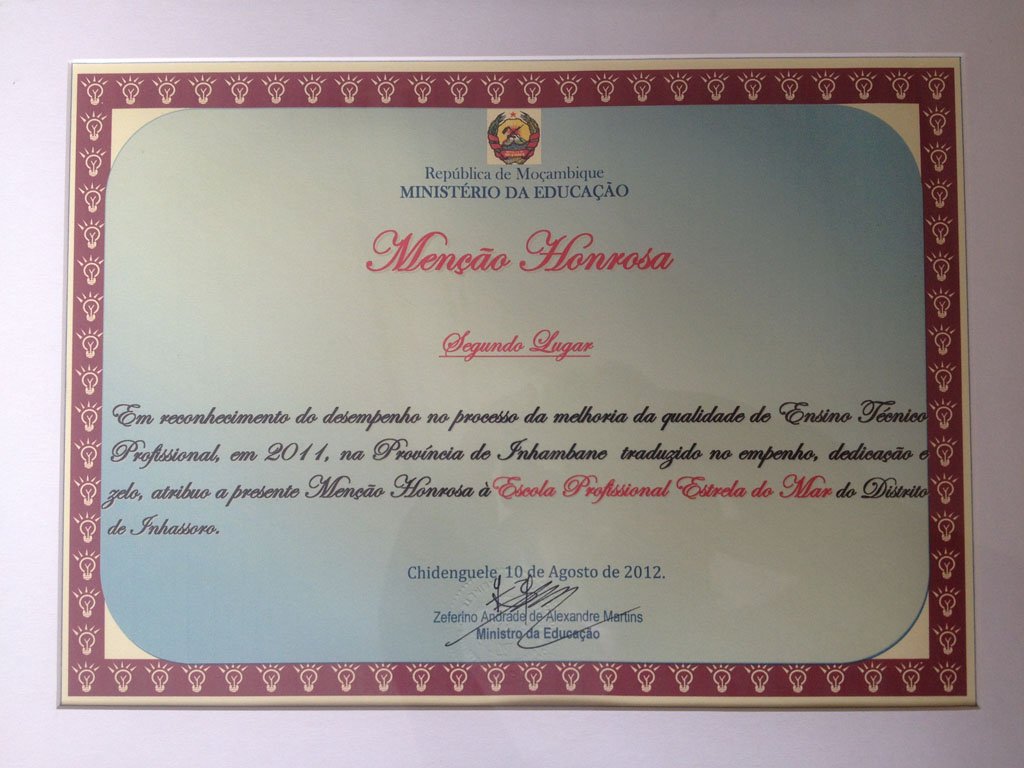 República de Moçambique
MINISTÉRIO DA EDUCAÇÃO
Menção Honrosa
Segundo Lugar
Em reconhecimento do desempenho no processo da melhoria da qualidade de Ensino Técnico
Profissional, em 2011, na Província de Inhambane traduzido no empenho, dedicação e
zelo, atribuo a presente Menção Honrosa à Escola Profissional Estrela do Mar do Distrito
de Inhassoro.
Chidenguele, 10 de Agosto de 2012.
Zeferino Andrade de Alexandre Martins
Ministro da Educação